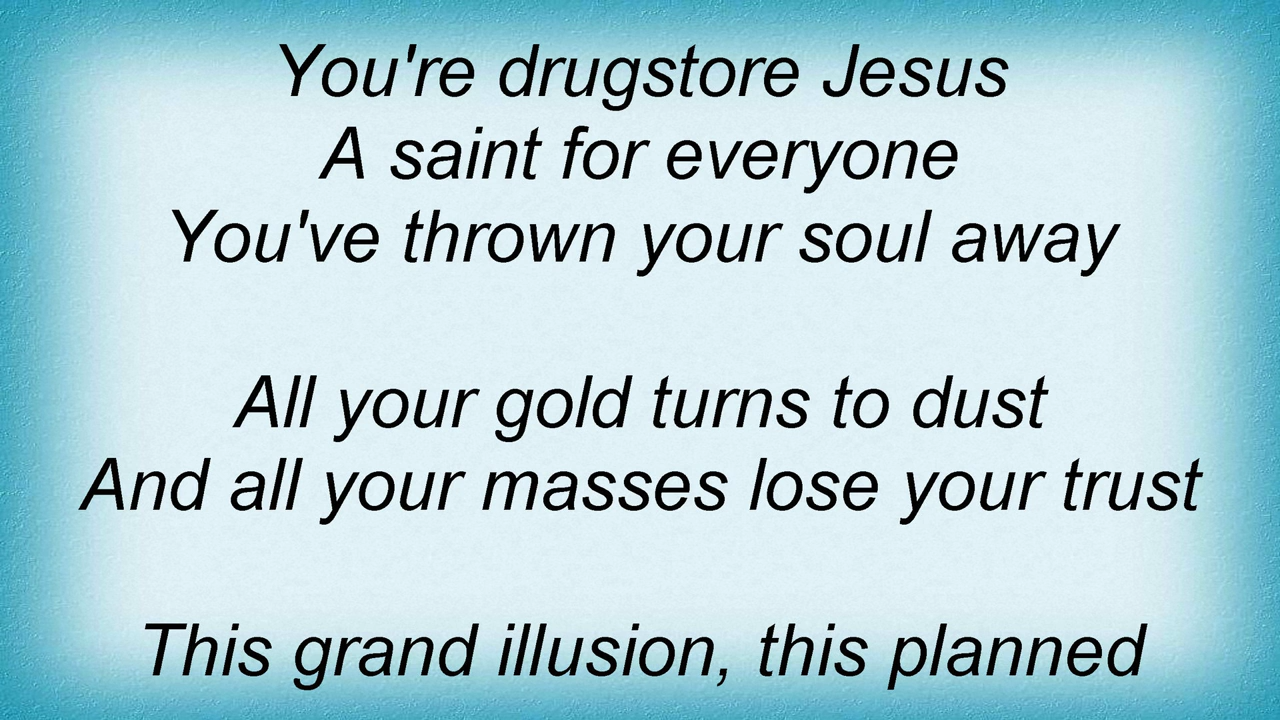 You're drugstore Jesus
A saint for everyone
You've thrown your soul away
All your gold turns to dust
And all your masses lose your trust
This grand illusion, this planned